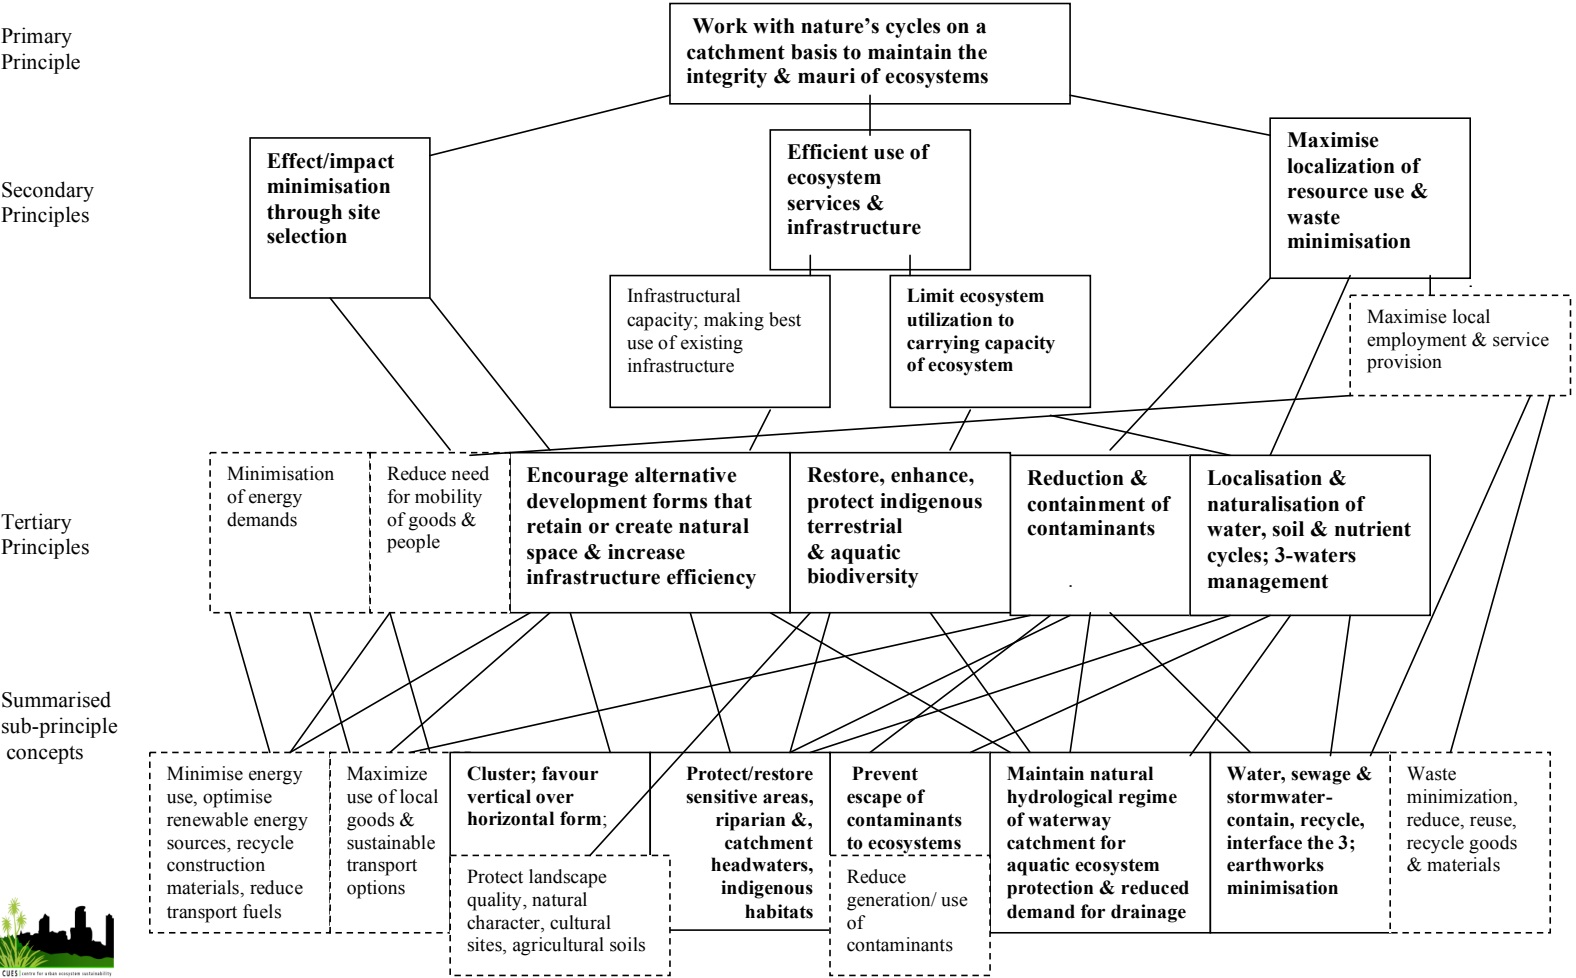 Primary
Principle
Work with nature’s cycles on a
catchment basis to maintain the
integrity & mauri of ecosystems
Secondary
Principles
Effect/impact
minimisation
through site
selection
Efficient use of
ecosystem
services &
infrastructure
Maximise
localization of
resource use &
waste
minimisation
Infrastructural
capacity; making best
use of existing
infrastructure
Limit ecosystem
utilization to
carrying capacity
of ecosystem
Maximise local
employment & service
provision
Tertiary
Principles
Minimisation
of energy
demands
Reduce need
for mobility
of goods &
people
Encourage alternative
development forms that
retain or create natural
space & increase
infrastructure efficiency
Restore, enhance,
protect indigenous
terrestrial
& aquatic
biodiversity
Reduction &
containment of
contaminants
.
Localisation &
naturalisation of
water, soil & nutrient
cycles; 3-waters
management
Summarised
sub-principle
concepts
Minimise energy
use, optimise
renewable energy
sources, recycle
construction
materials, reduce
transport fuels
Maximize
use of local
goods &
sustainable
transport
options
Cluster; favour
vertical over
horizontal form;
Protect landscape
quality, natural
character, cultural
sites, agricultural soils
Protect/restore
sensitive areas,
riparian &,
catchment
headwaters,
indigenous
habitats
Prevent
escape of
contaminants
to ecosystems
Reduce
generation/ use
of
contaminants
Maintain natural
hydrological regime
of waterway
catchment for
aquatic ecosystem
protection & reduced
demand for drainage
Water, sewage &
stormwater-
contain, recycle,
interface the 3;
earthworks
minimisation
Waste
minimization,
reduce, reuse,
recycle goods
& materials
CUES | centre for urban ecosystem sustainability